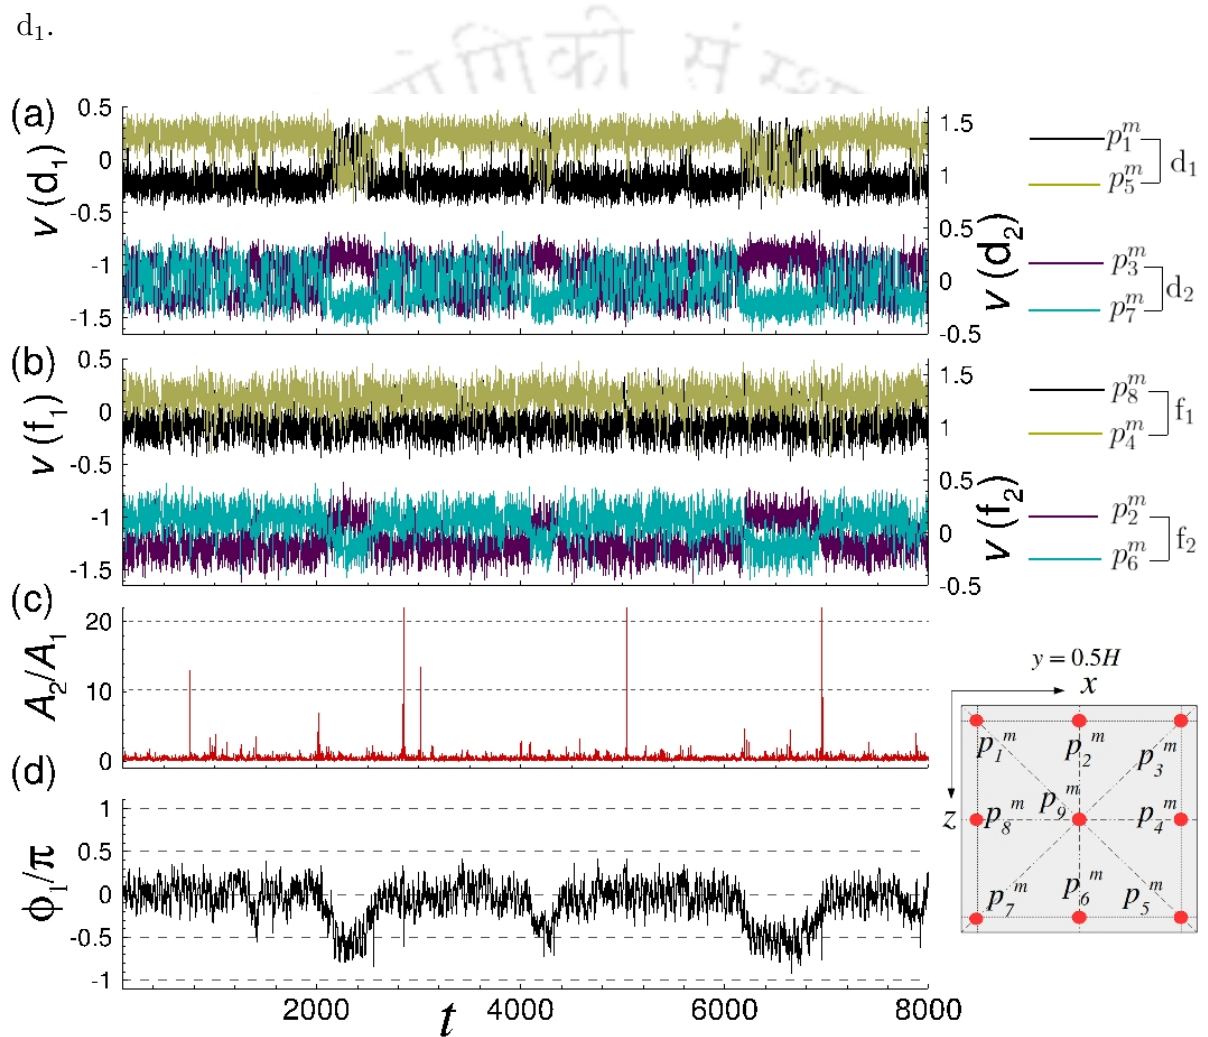 d₁.
गिकी सं स्था
(a)
0.5
0
-0.5
-1
-1.5
v (d₁)
1.5
1
0.5
0
-0.5
v (d₂)
p₁ᵐ
p₅ᵐ
d₁
p₃ᵐ
p₇ᵐ
d₂
(b)
0.5
0
-0.5
-1
-1.5
v (f₁)
1.5
1
0.5
0
-0.5
v (f₂)
p₈ᵐ
p₄ᵐ
f₁
p₂ᵐ
p₆ᵐ
f₂
(c)
20
10
0
A₂/A₁
(d)
1
0.5
0
-0.5
-1
ϕ₁/π
2000 4000 6000 8000
t
y = 0.5H
x
z
p₁ᵐ p₂ᵐ p₃ᵐ
p₈ᵐ p₉ᵐ p₄ᵐ
p₇ᵐ p₆ᵐ p₅ᵐ